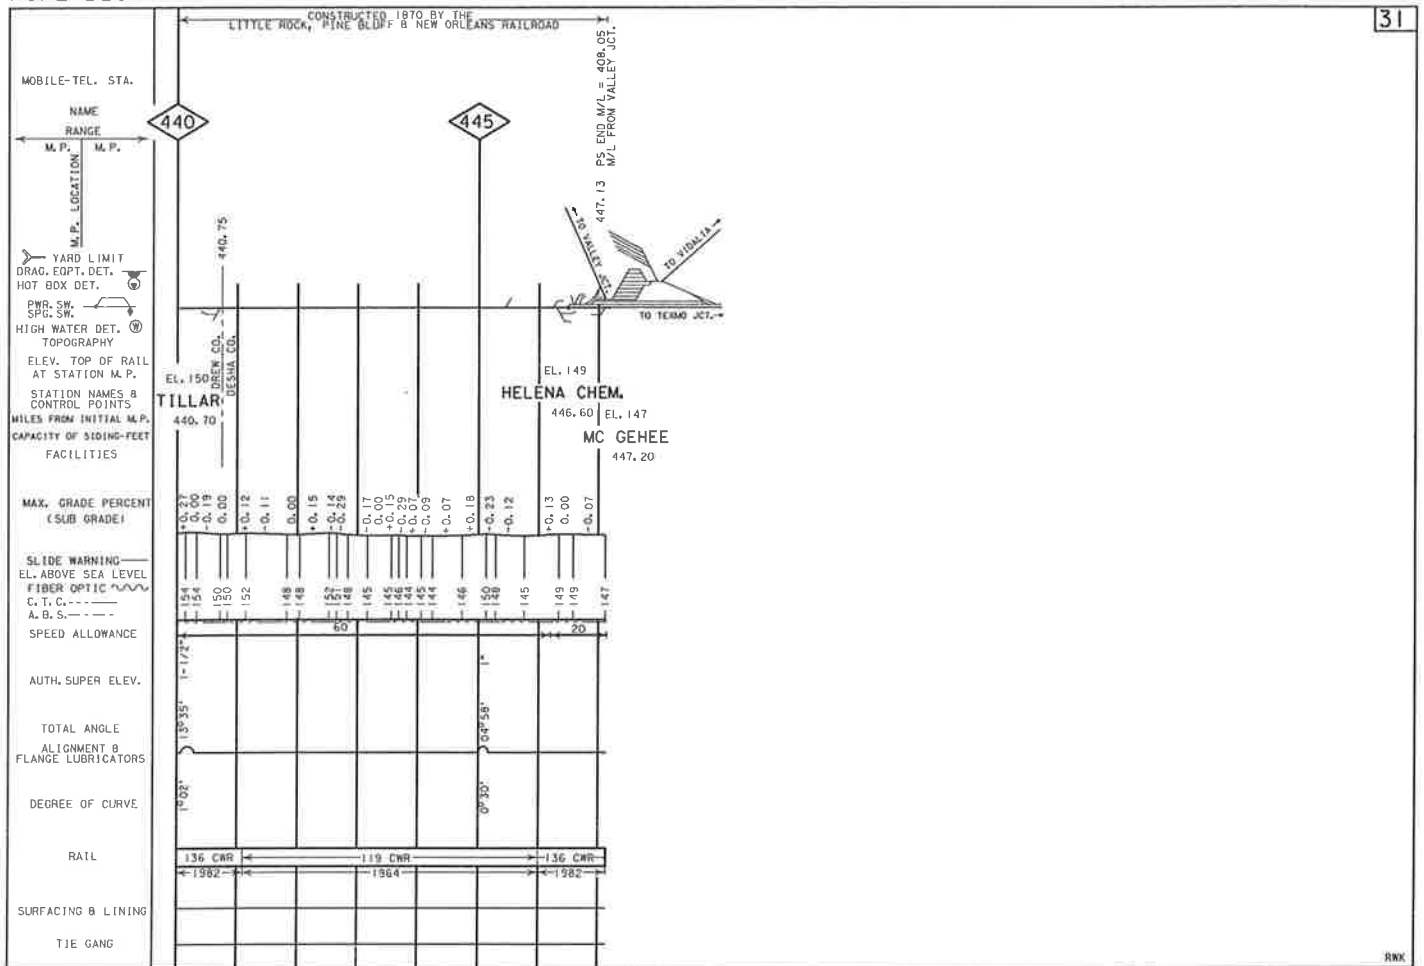 31
CONSTRUCTED 1870 BY THE
LITTLE ROCK, PINE BLUFF & NEW ORLEANS RAILROAD
447.13 PS END M/L = 408.05
M/L FROM VALLEY JCT.
MOBILE-TEL. STA.
NAME
RANGE
M.P. M.P.
M.P. LOCATION
440
445
440.75
TO VALLEY JCT.
TO VIDALIA
TO TEXMO JCT.
YARD LIMIT
DRAG. EQPT. DET.
HOT BOX DET.
PWR. SW.
SPG. SW.
HIGH WATER DET. W
TOPOGRAPHY
DREW CO.
DESHA CO.
ELEV. TOP OF RAIL
AT STATION M.P.
EL. 150
EL. 149
STATION NAMES &
CONTROL POINTS
TILLAR
HELENA CHEM.
MILES FROM INITIAL M.P.
440.70
446.60 EL. 147
CAPACITY OF SIDING-FEET
MC GEHEE
FACILITIES
447.20
MAX. GRADE PERCENT
(SUB GRADE)
+0.27 0.00 -0.19 0.00 +0.12 -0.11 0.00 +0.15 -0.14 -0.29 -0.17 0.00 +0.15 -0.29 +0.07 -0.09 +0.07 +0.18 +0.23 -0.12 +0.13 0.00 -0.07
SLIDE WARNING
EL. ABOVE SEA LEVEL
FIBER OPTIC
C.T.C.
A.B.S.
154 154 150 150 152 148 148 152 151 148 145 145 146 144 145 144 146 150 148 145 149 149 147
SPEED ALLOWANCE
60 20
AUTH. SUPER ELEV.
1-1/2" 1"
TOTAL ANGLE
13°35' 04°58'
ALIGNMENT &
FLANGE LUBRICATORS
DEGREE OF CURVE
1°02' 0°30'
RAIL
136 CWR 119 CWR 136 CWR
1982 1964 1982
SURFACING & LINING
TIE GANG
RWK